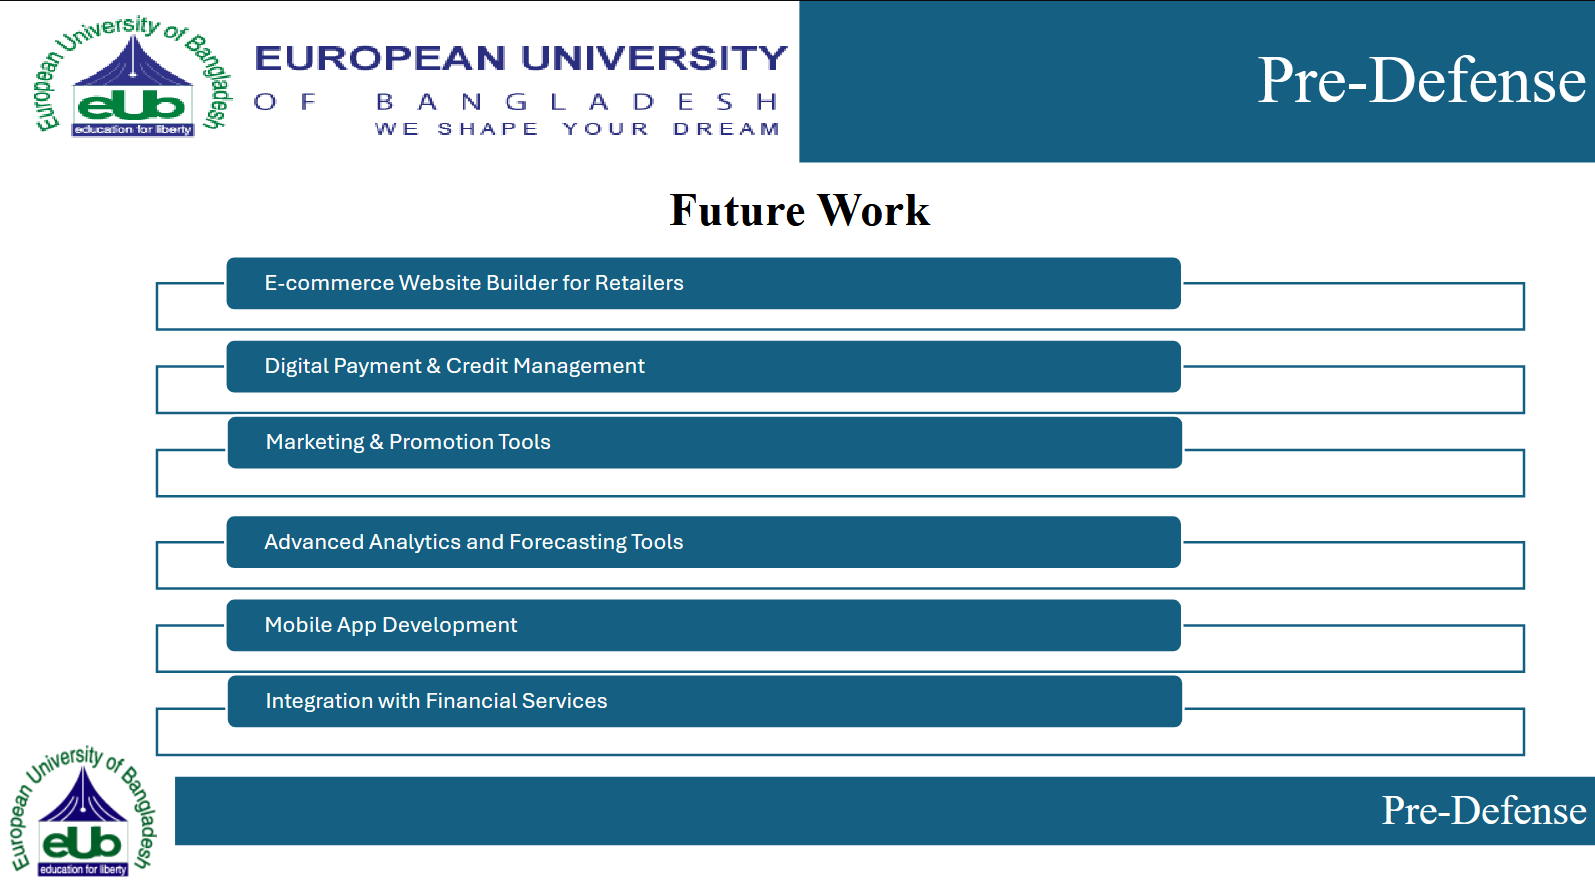 European University of Bangladesh
eUb
education for liberty
EUROPEAN UNIVERSITY
OF BANGLADESH
WE SHAPE YOUR DREAM
Pre-Defense
Future Work
E-commerce Website Builder for Retailers
Digital Payment & Credit Management
Marketing & Promotion Tools
Advanced Analytics and Forecasting Tools
Mobile App Development
Integration with Financial Services
European University of Bangladesh
eUb
education for liberty
Pre-Defense